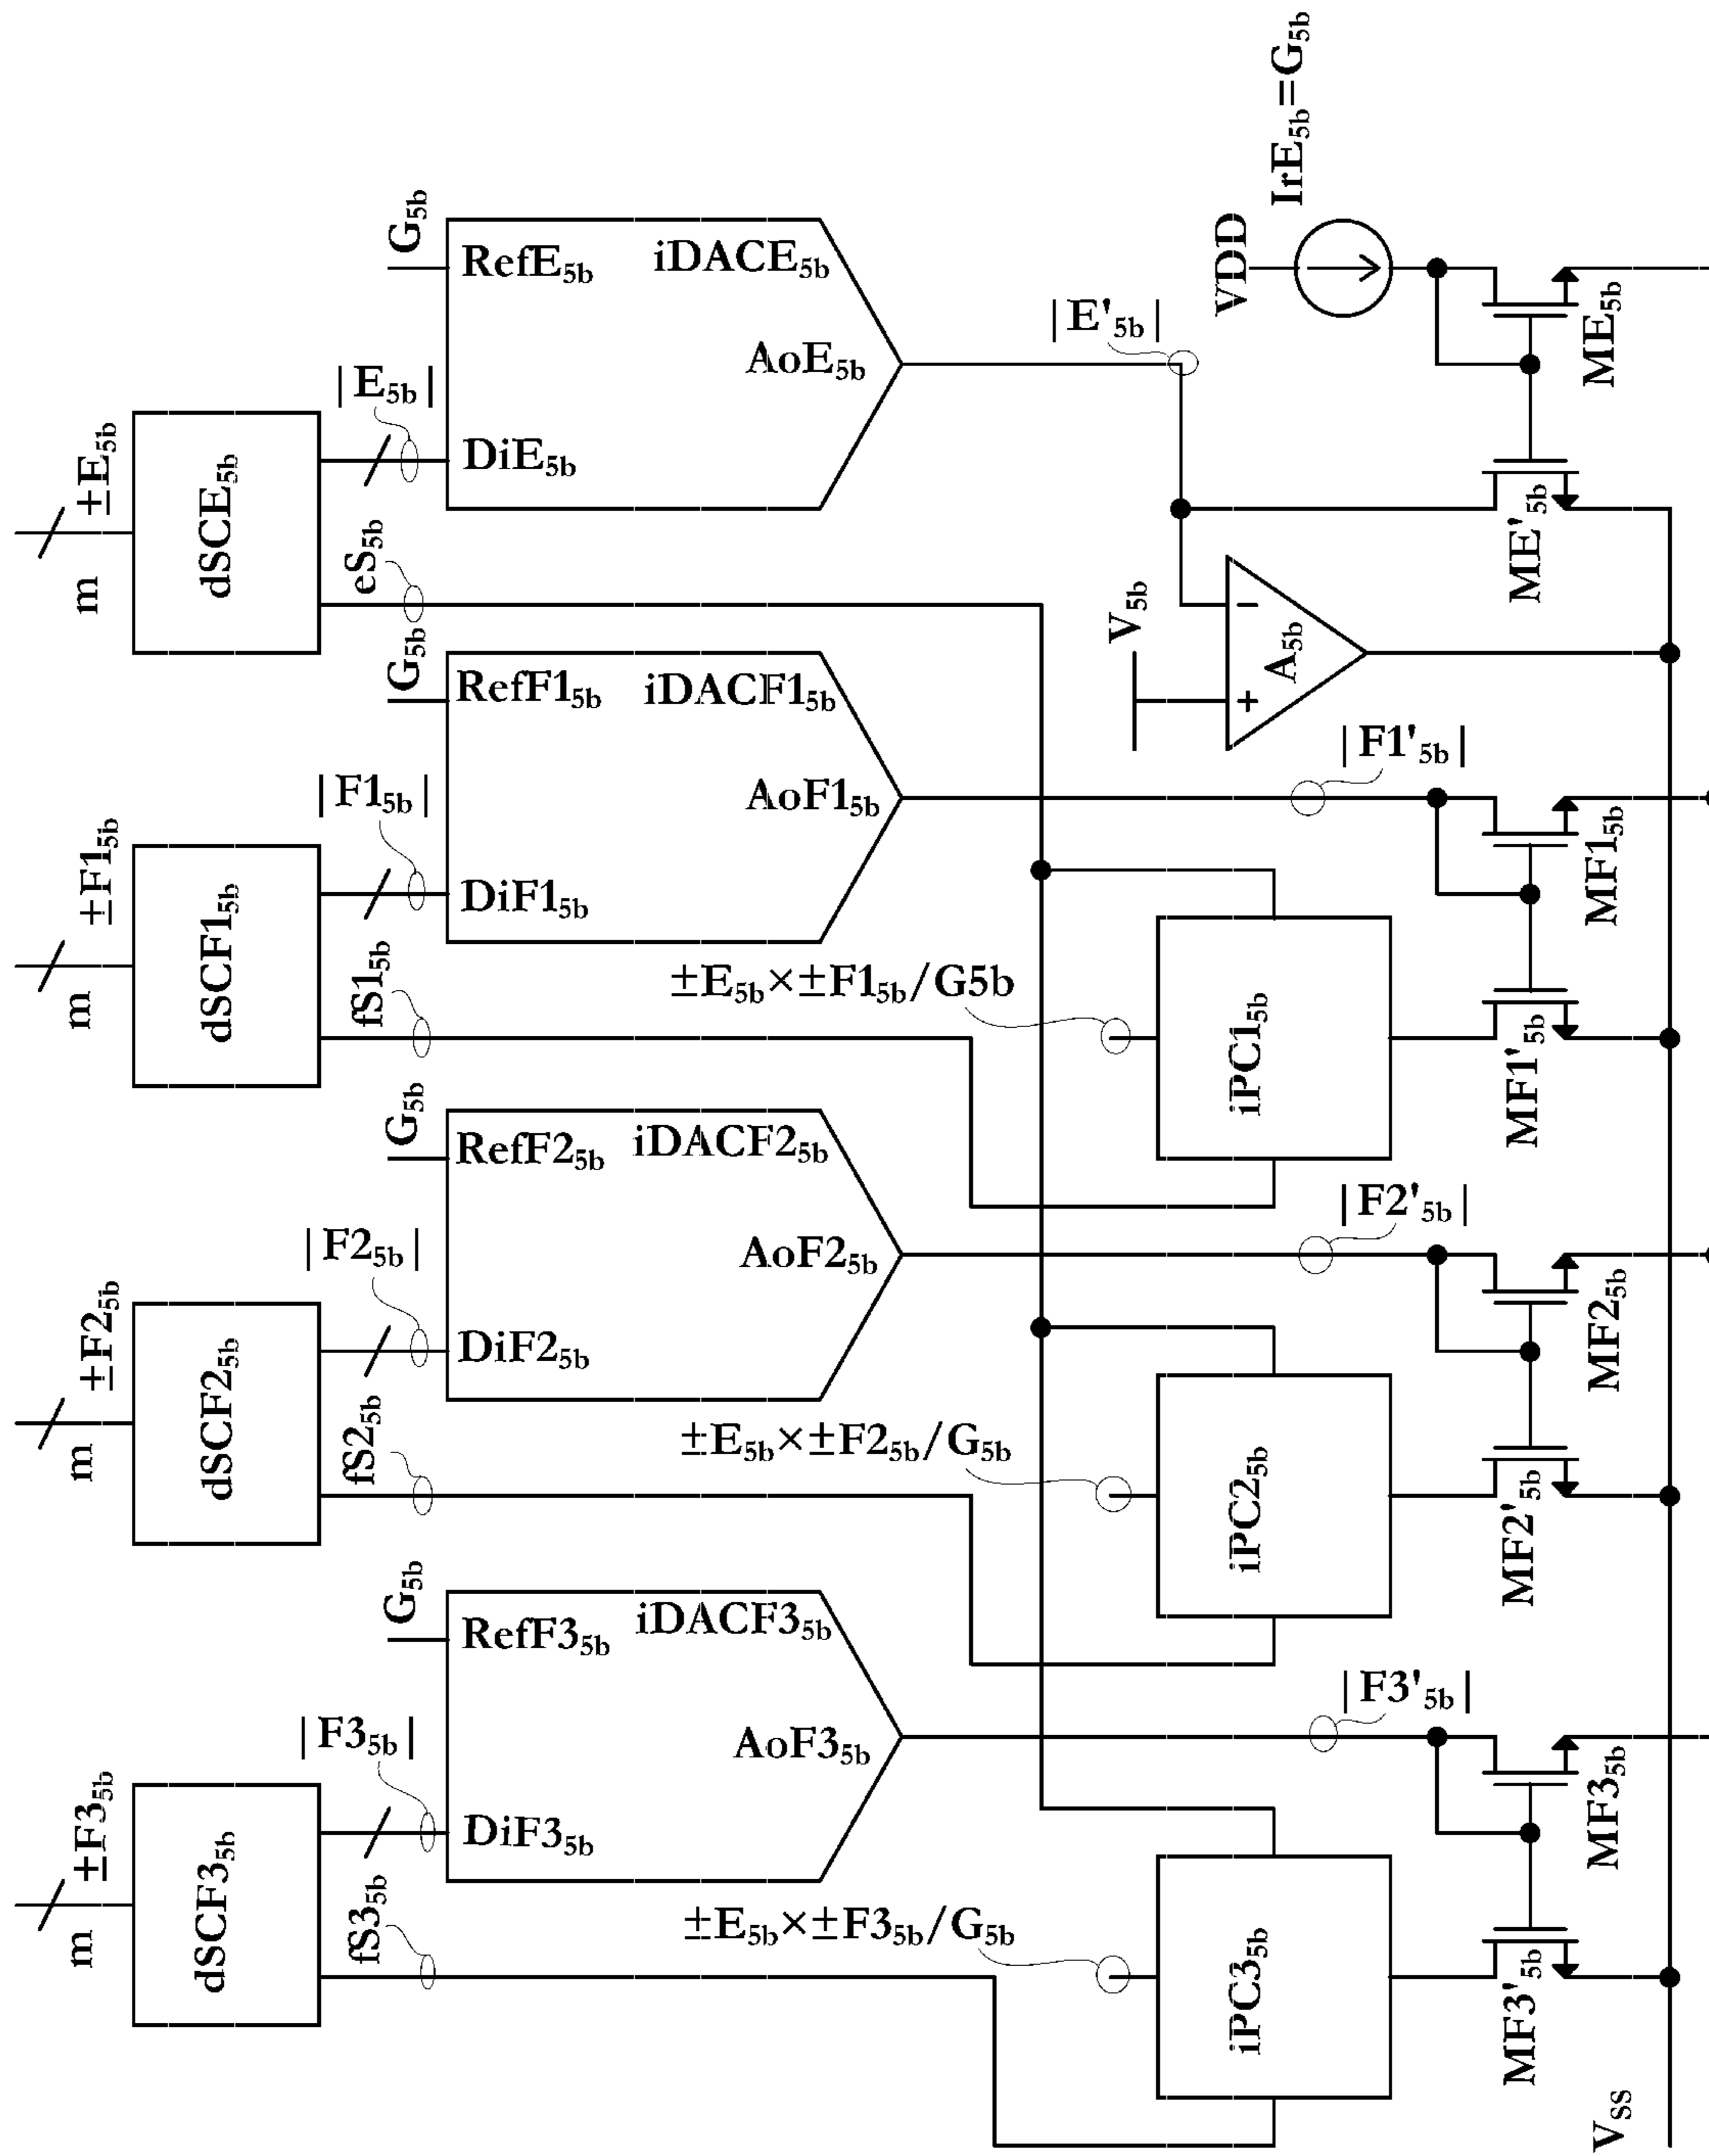 ±E5b
m
dSCE5b
|E5b|
eS5b
G5b
RefE5b
iDACE5b
AoE5b
DiE5b
|E'5b|
VDD
IrE5b=G5b
ME5b
ME'5b
V5b
+
−
A5b
±F15b
m
dSCF15b
|F15b|
fS15b
G5b
RefF15b
iDACF15b
AoF15b
DiF15b
|F1'5b|
±E5b×±F15b/G5b
iPC15b
MF15b
MF1'5b
±F25b
m
dSCF25b
|F25b|
fS25b
G5b
RefF25b
iDACF25b
AoF25b
DiF25b
|F2'5b|
±E5b×±F25b/G5b
iPC25b
MF25b
MF2'5b
±F35b
m
dSCF35b
|F35b|
fS35b
G5b
RefF35b
iDACF35b
AoF35b
DiF35b
|F3'5b|
±E5b×±F35b/G5b
iPC35b
MF35b
MF3'5b
VSS